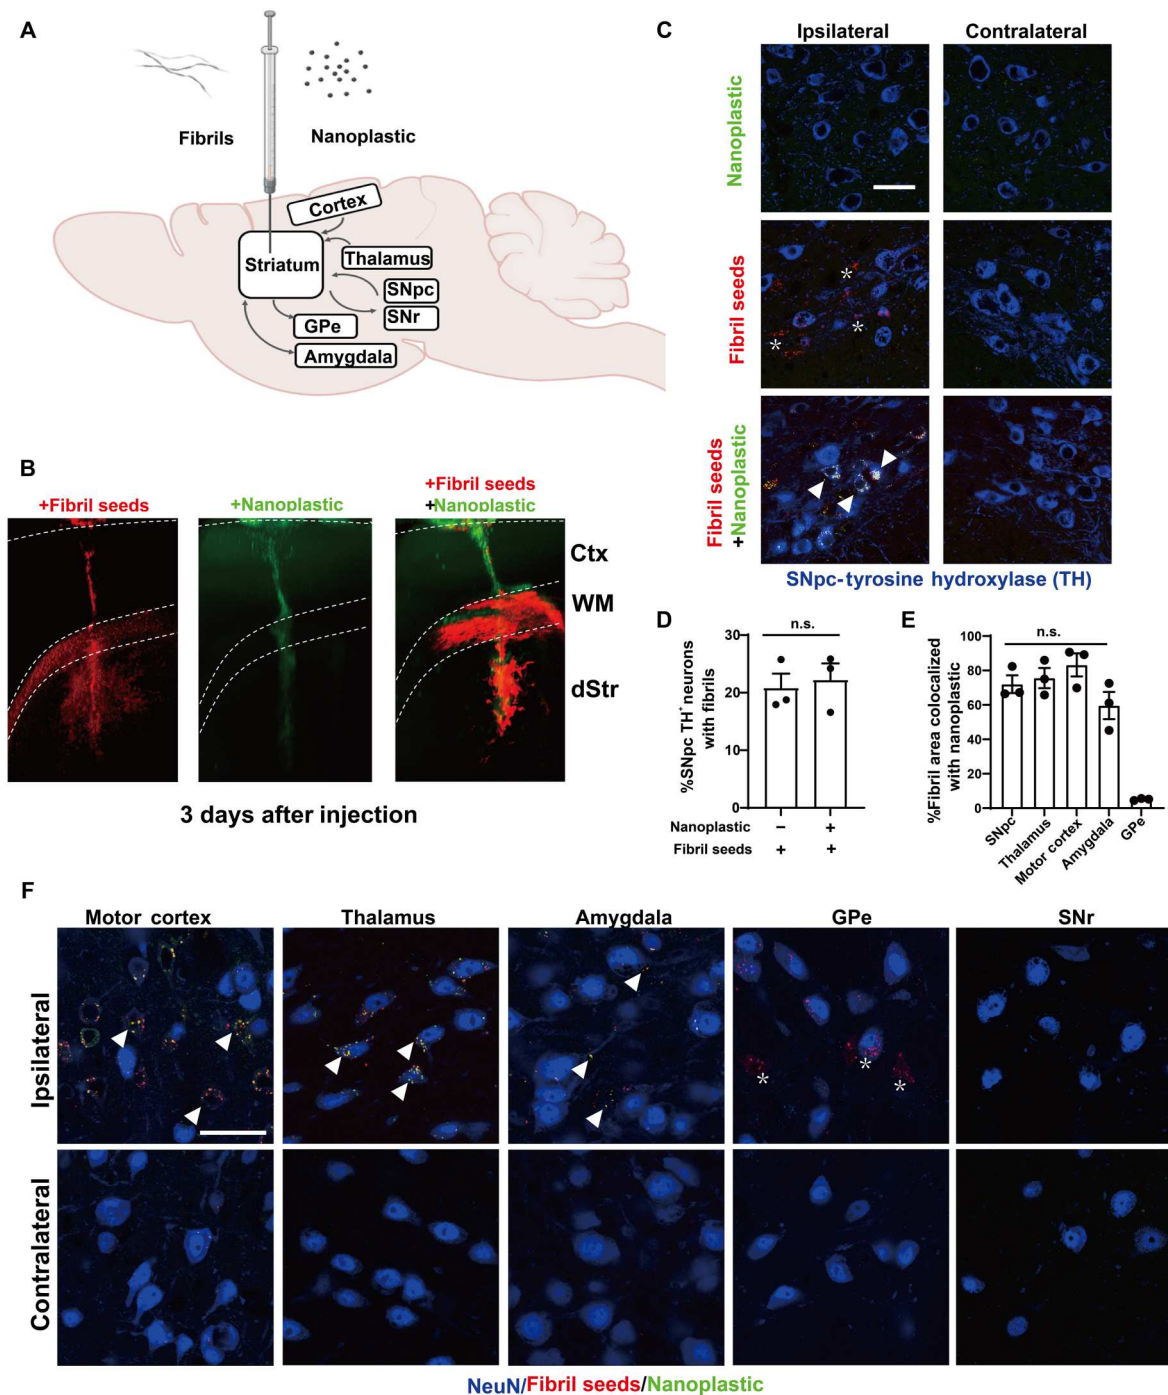 A
Fibrils
Nanoplastic
Cortex
Striatum
Thalamus
SNpc
SNr
GPe
Amygdala
B
+Fibril seeds
+Nanoplastic
+Fibril seeds
+Nanoplastic
Ctx
WM
dStr
3 days after injection
C
Ipsilateral
Contralateral
Nanoplastic
Fibril seeds
Fibril seeds
+Nanoplastic
*
*
*
SNpc-tyrosine hydroxylase (TH)
D
n.s.
%SNpc TH+ neurons
with fibrils
30
20
10
0
Nanoplastic – +
Fibril seeds + +
E
n.s.
%Fibril area colocalized
with nanoplastic
100
80
60
40
20
0
SNpc
Thalamus
Motor cortex
Amygdala
GPe
F
Motor cortex
Thalamus
Amygdala
GPe
SNr
Ipsilateral
*
*
*
Contralateral
NeuN/Fibril seeds/Nanoplastic